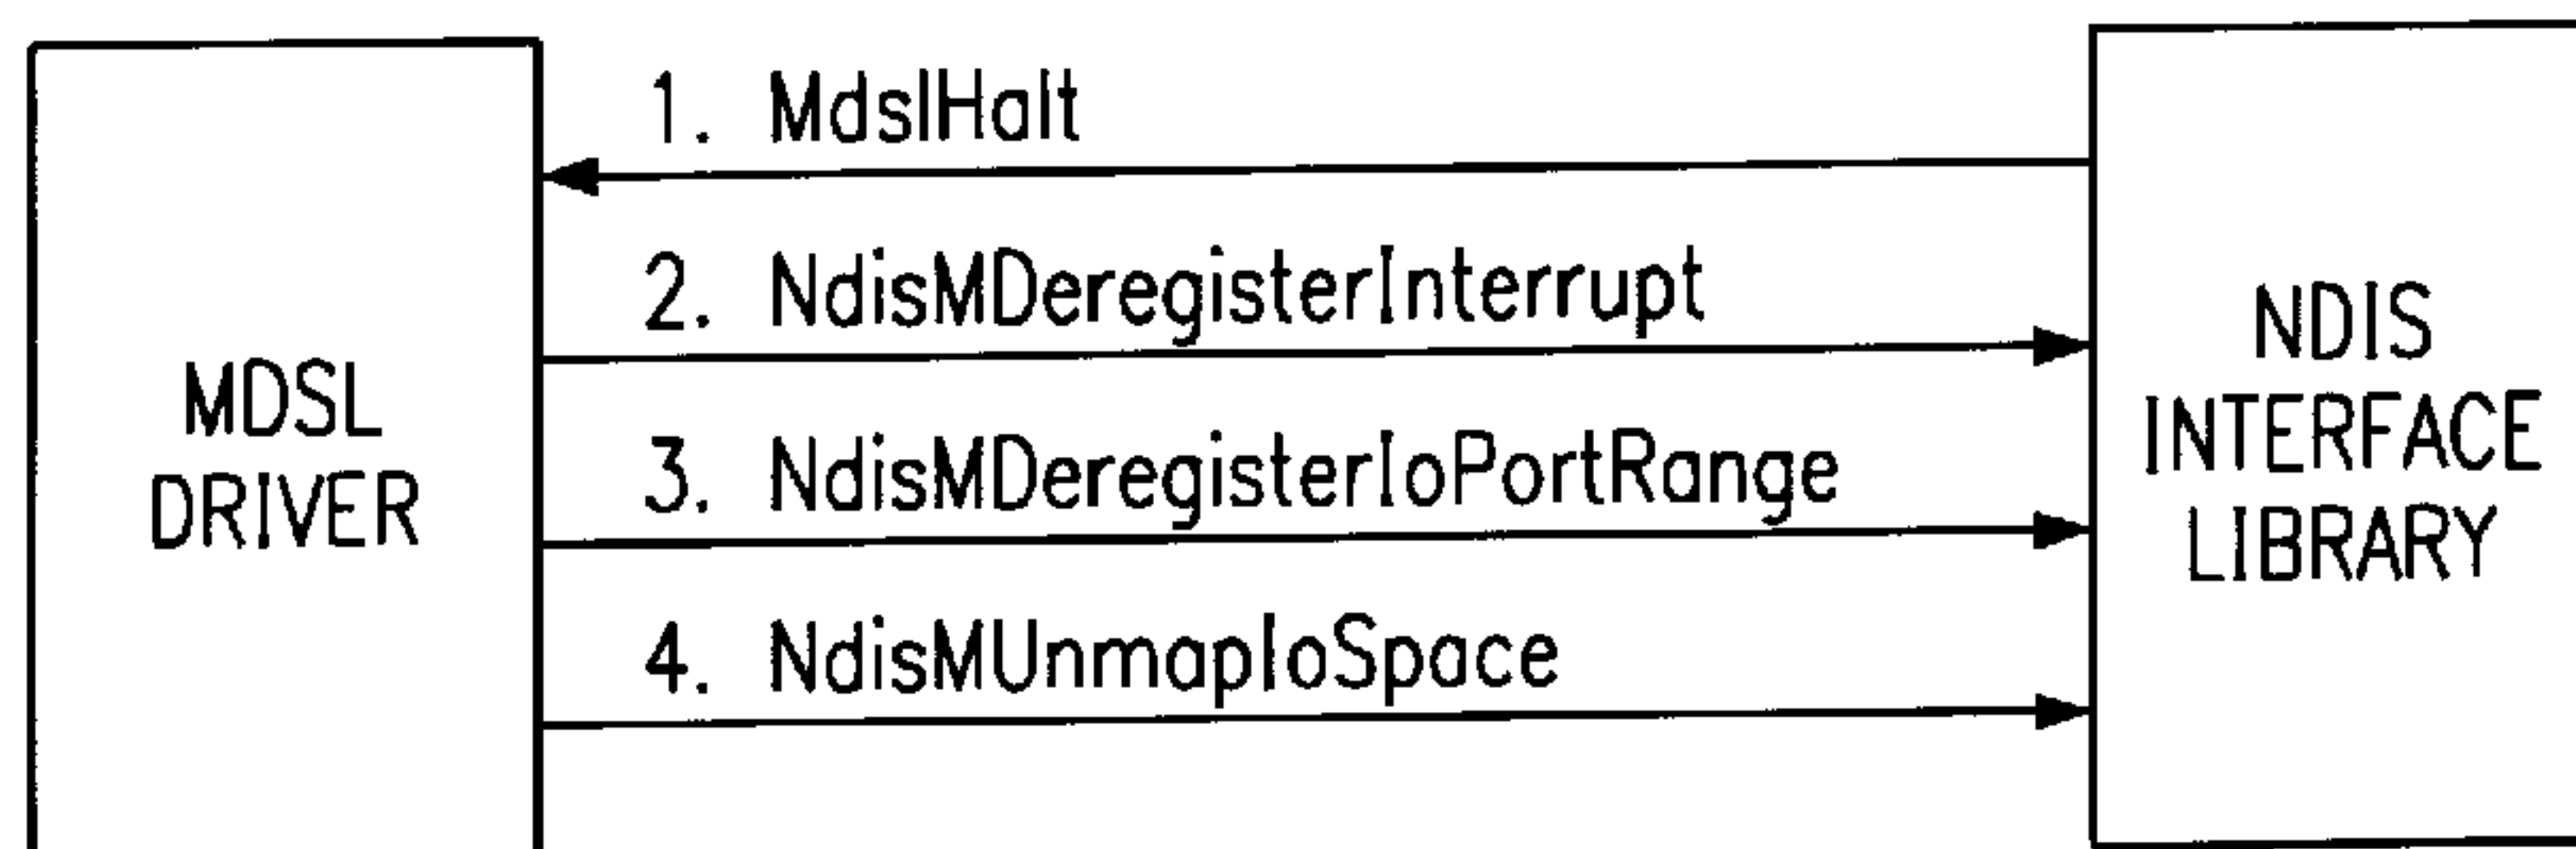 1. MdslHalt
2. NdisMDeregisterInterrupt
3. NdisMDeregisterIoPortRange
4. NdisMUnmapIoSpace
MDSL
DRIVER
NDIS
INTERFACE
LIBRARY